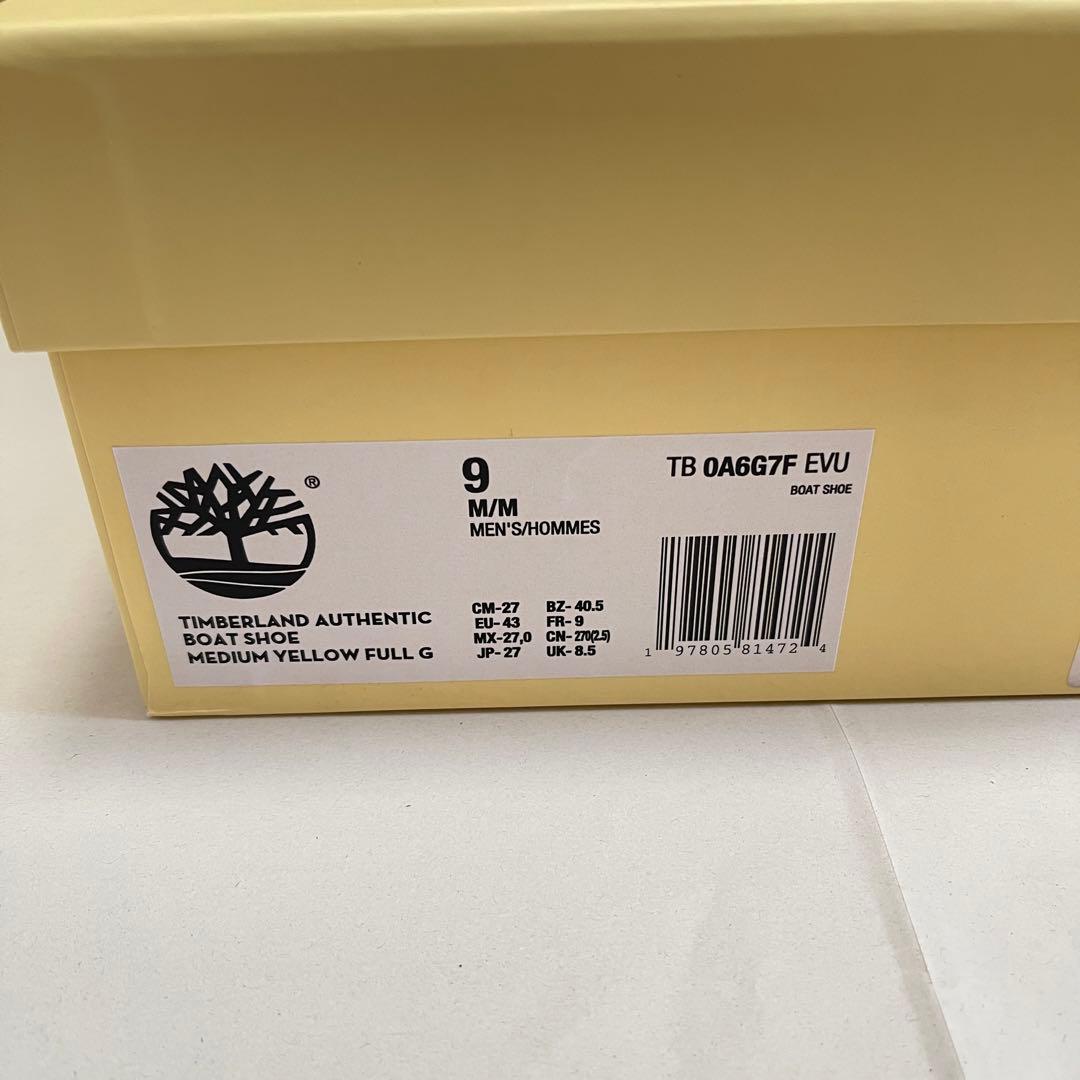 ®
9
M/M
MEN'S/HOMMES
TB 0A6G7F EVU
BOAT SHOE
TIMBERLAND AUTHENTIC
BOAT SHOE
MEDIUM YELLOW FULL G
CM-27 BZ- 40.5
EU- 43 FR- 9
MX-27,0 CN- 270(2.5)
JP- 27 UK- 8.5
1 97805 81472 4